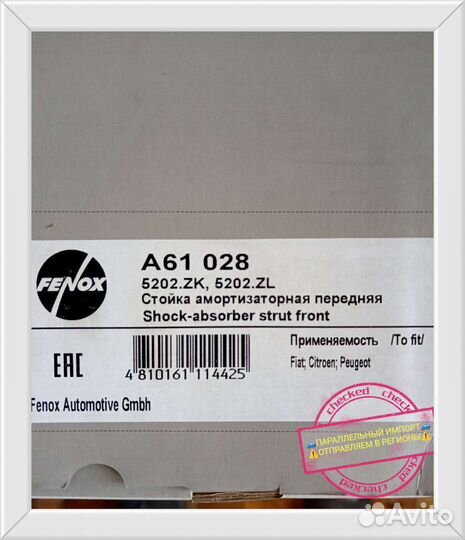 FENOX
A61 028
5202.ZK, 5202.ZL
Стойка амортизаторная передняя
Shock-absorber strut front
Применяемость /To fit/
Fiat; Citroen; Peugeot
EAC
4 810161 114425
Fenox Automotive Gmbh
checked
⚠️ПАРАЛЛЕЛЬНЫЙ ИМПОРТ⚠️
⚠️ОТПРАВЛЯЕМ В РЕГИОНЫ⚠️
checked
Avito